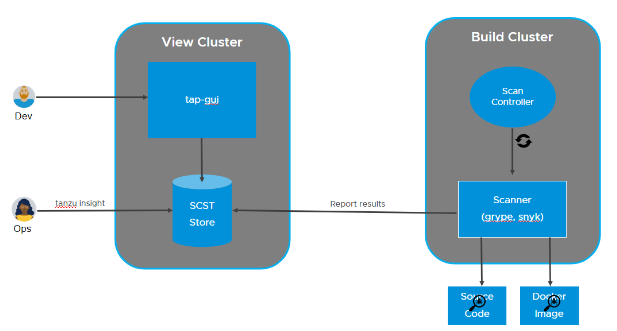 View Cluster
Build Cluster
tap-gui
Scan
Controller
Dev
tanzu insight
SCST
Store
Report results
Scanner
(grype, snyk)
Ops
Source
Code
Docker
Image